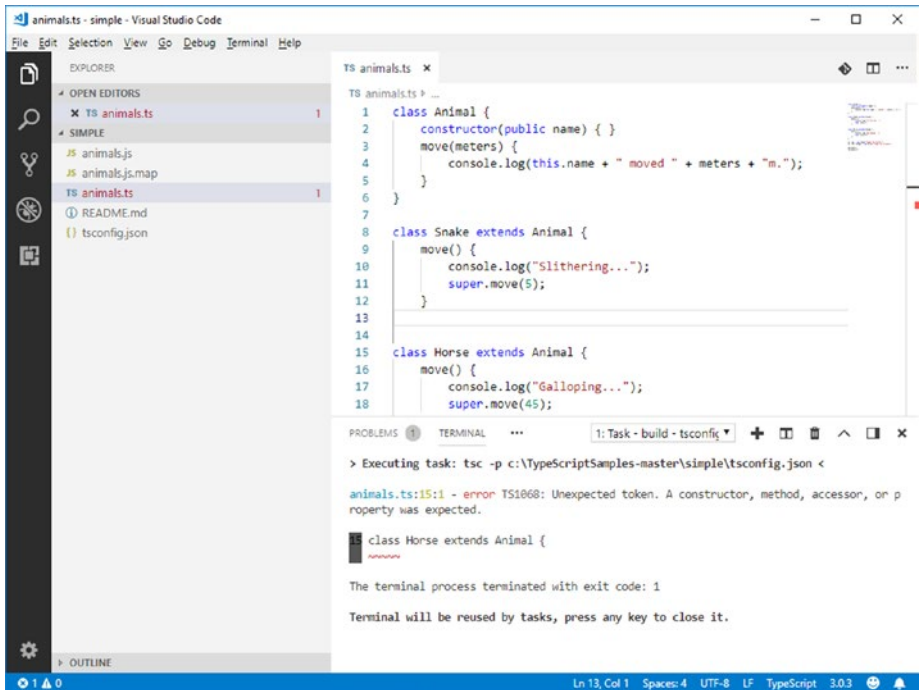 animals.ts - simple - Visual Studio Code
File Edit Selection View Go Debug Terminal Help
EXPLORER
OPEN EDITORS
TS animals.ts 1
SIMPLE
JS animals.js
JS animals.js.map
TS animals.ts 1
README.md
{} tsconfig.json
OUTLINE
TS animals.ts
TS animals.ts ...
1 class Animal {
2 constructor(public name) { }
3 move(meters) {
4 console.log(this.name + " moved " + meters + "m.");
5 }
6 }
7
8 class Snake extends Animal {
9 move() {
10 console.log("Slithering...");
11 super.move(5);
12 }
13
14
15 class Horse extends Animal {
16 move() {
17 console.log("Galloping...");
18 super.move(45);
PROBLEMS 1 TERMINAL ... 1: Task - build - tsconfig
> Executing task: tsc -p c:\TypeScriptSamples-master\simple\tsconfig.json <
animals.ts:15:1 - error TS1068: Unexpected token. A constructor, method, accessor, or p
roperty was expected.
15 class Horse extends Animal {
~~~~~
The terminal process terminated with exit code: 1
Terminal will be reused by tasks, press any key to close it.
1 0 Ln 13, Col 1 Spaces: 4 UTF-8 LF TypeScript 3.0.3